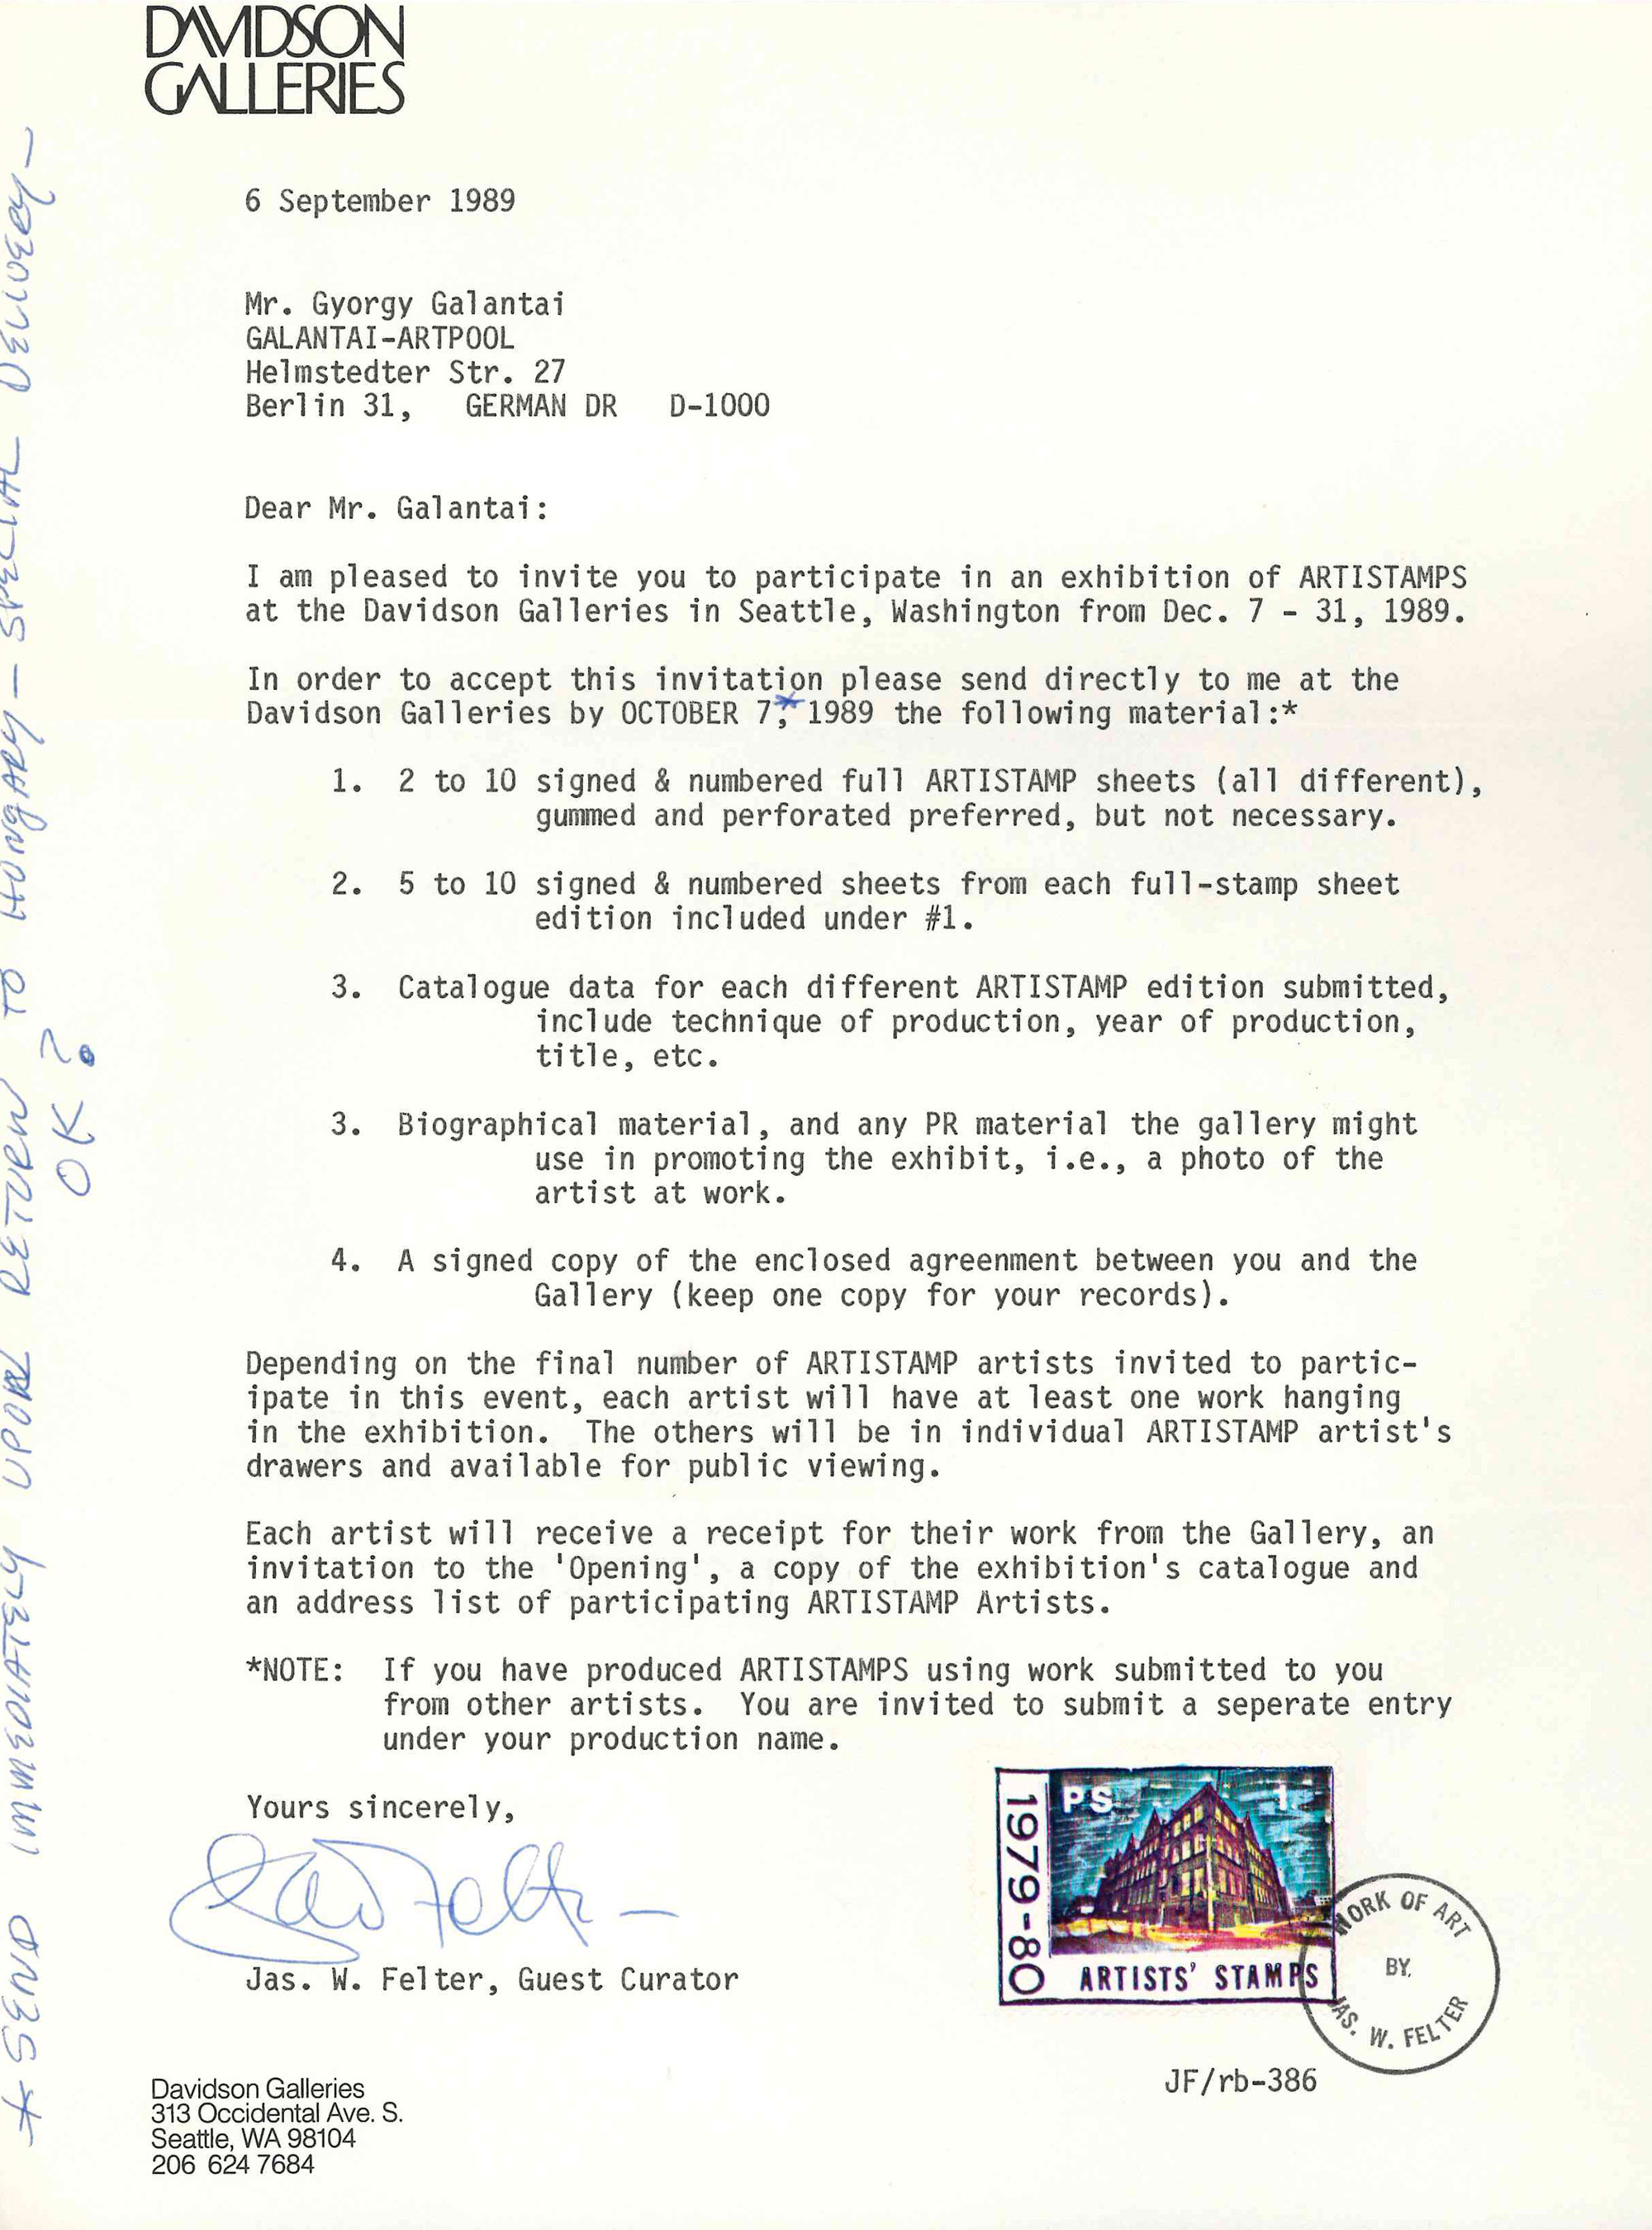 DAVIDSON
GALLERIES
6 September 1989
Mr. Gyorgy Galantai
GALANTAI-ARTPOOL
Helmstedter Str. 27
Berlin 31,   GERMAN DR   D-1000
Dear Mr. Galantai:
I am pleased to invite you to participate in an exhibition of ARTISTAMPS
at the Davidson Galleries in Seattle, Washington from Dec. 7 - 31, 1989.
In order to accept this invitation please send directly to me at the
Davidson Galleries by OCTOBER 7,* 1989 the following material:*
1.  2 to 10 signed & numbered full ARTISTAMP sheets (all different),
gummed and perforated preferred, but not necessary.
2.  5 to 10 signed & numbered sheets from each full-stamp sheet
edition included under #1.
3.  Catalogue data for each different ARTISTAMP edition submitted,
include technique of production, year of production,
title, etc.
3.  Biographical material, and any PR material the gallery might
use in promoting the exhibit, i.e., a photo of the
artist at work.
4.  A signed copy of the enclosed agreenment between you and the
Gallery (keep one copy for your records).
Depending on the final number of ARTISTAMP artists invited to partic-
ipate in this event, each artist will have at least one work hanging
in the exhibition.  The others will be in individual ARTISTAMP artist's
drawers and available for public viewing.
Each artist will receive a receipt for their work from the Gallery, an
invitation to the 'Opening', a copy of the exhibition's catalogue and
an address list of participating ARTISTAMP Artists.
*NOTE:  If you have produced ARTISTAMPS using work submitted to you
from other artists.  You are invited to submit a seperate entry
under your production name.
Yours sincerely,
Jas Felter -
Jas. W. Felter, Guest Curator
PS 1
1979-80
ARTISTS' STAMPS
WORK OF ART
BY.
JAS. W. FELTER
JF/rb-386
Davidson Galleries
313 Occidental Ave. S.
Seattle, WA 98104
206 624 7684
* SEND IMMEDIATELY UPON RETURN TO HUNGARY - SPECIAL DELIVERY -
OK?